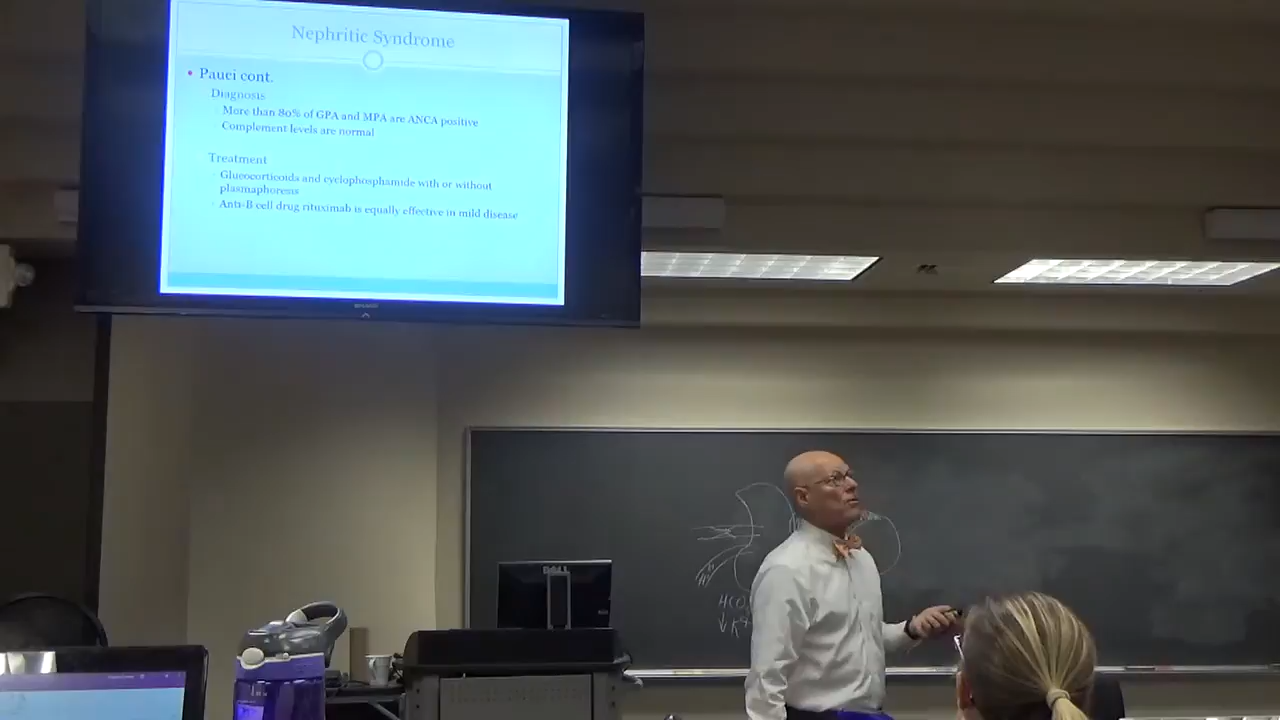 Nephritic Syndrome
• Pauci cont.
Diagnosis
More than 80% of GPA and MPA are ANCA positive
Complement levels are normal
Treatment
Glucocorticoids and cyclophosphamide with or without
plasmaphoresis
Anti-B cell drug rituximab is equally effective in mild disease
DELL